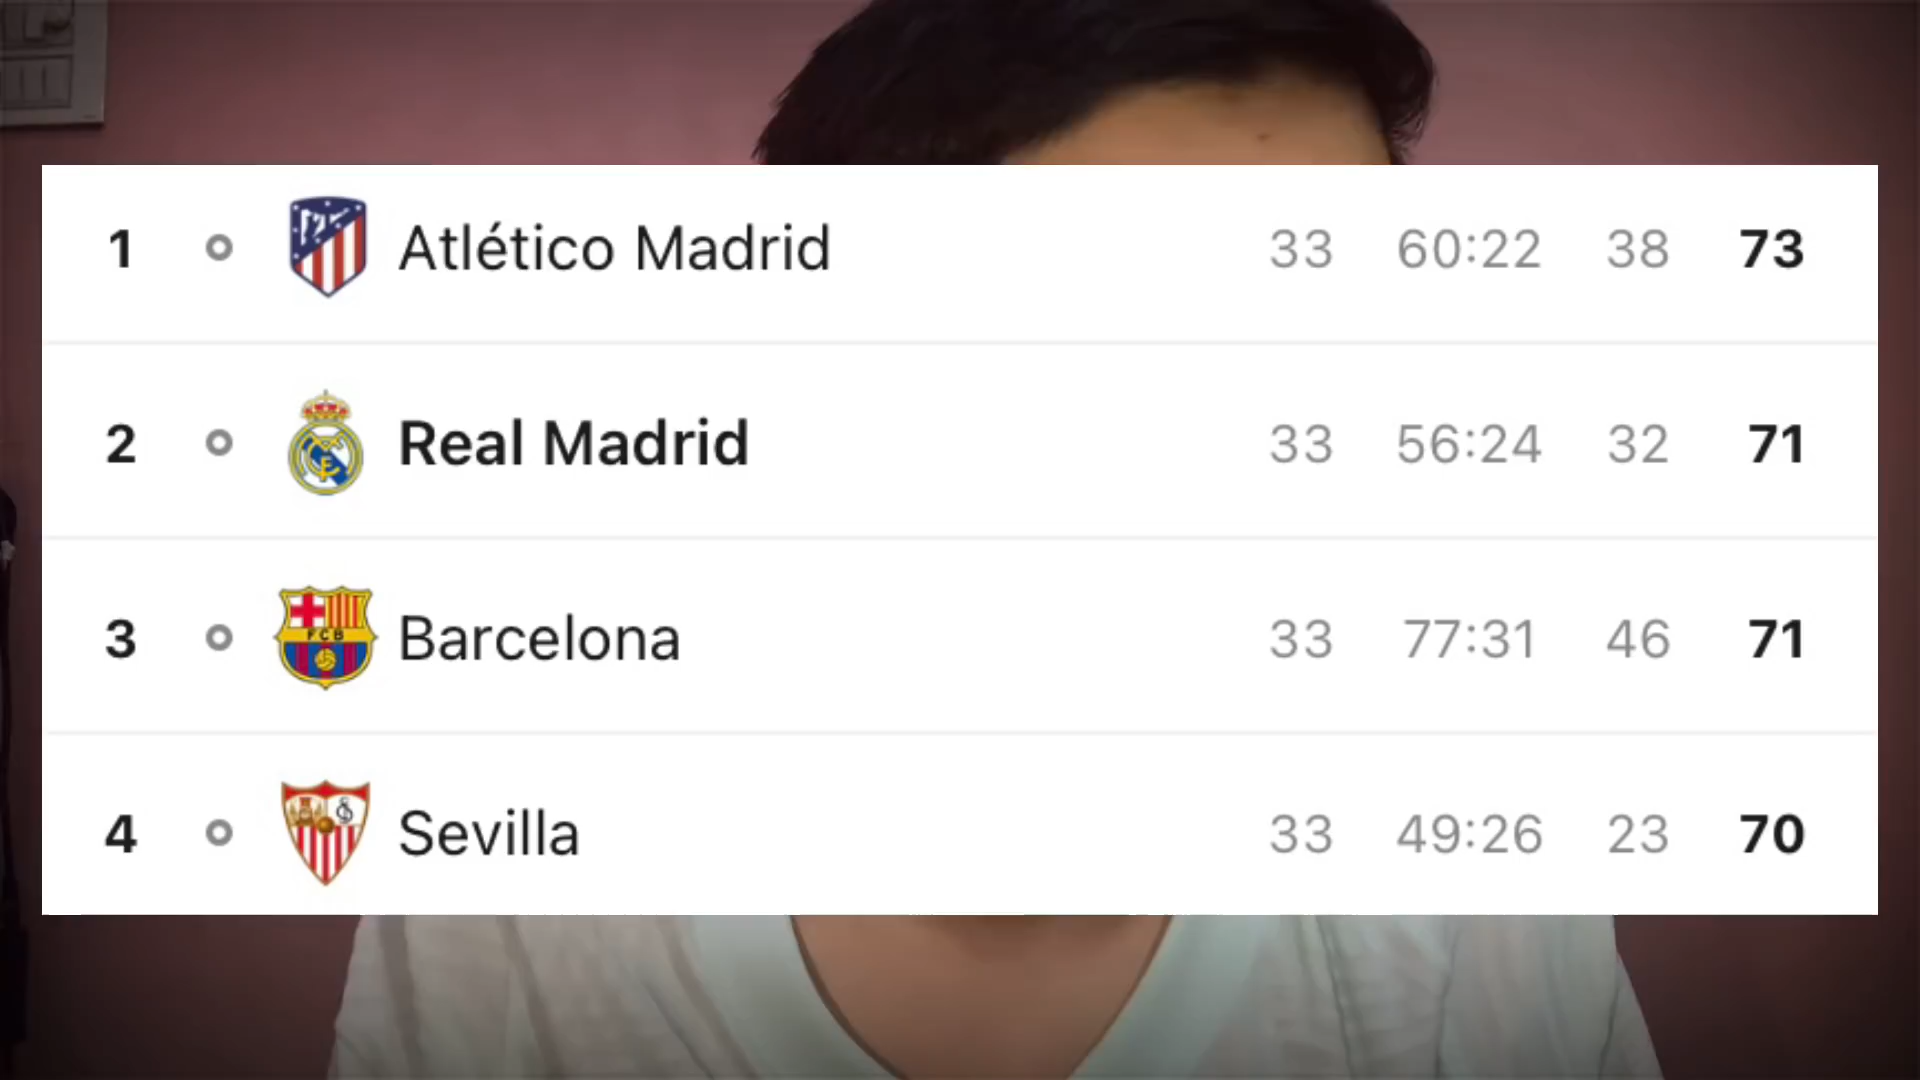 1 Atlético Madrid 33 60:22 38 73
2 Real Madrid 33 56:24 32 71
3 FCB Barcelona 33 77:31 46 71
4 Sevilla 33 49:26 23 70